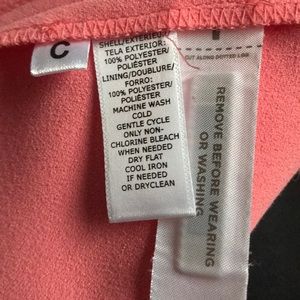 C
SHELL/EXTERIEUR/
TELA EXTERIOR:
100% POLYESTER/
POLIÉSTER
LINING/DOUBLURE/
FORRO:
100% POLYESTER/
POLIÉSTER
MACHINE WASH
COLD
GENTLE CYCLE
ONLY NON-
CHLORINE BLEACH
WHEN NEEDED
DRY FLAT
COOL IRON
IF NEEDED
OR DRYCLEAN
CUT ALONG DOTTED LINE
REMOVE BEFORE WEARING
OR WASHING